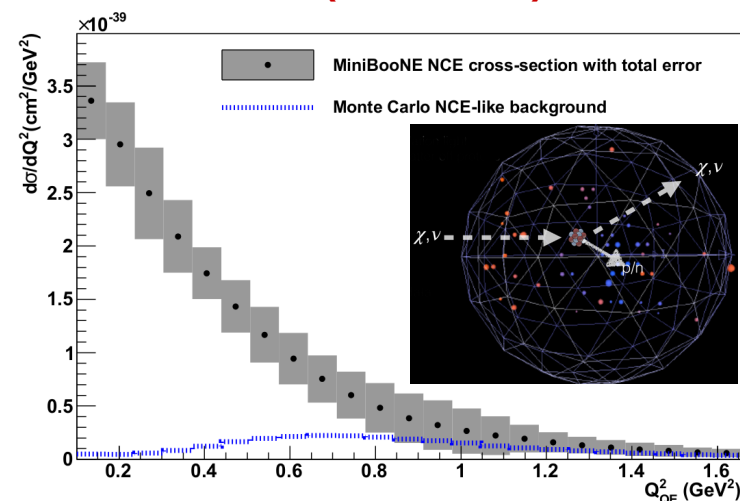 ×10⁻³⁹
dσ/dQ²(cm²/GeV²)
3.5
3
2.5
2
1.5
1
0.5
0
MiniBooNE NCE cross-section with total error
Monte Carlo NCE-like background
χ,ν
χ,ν
p/n
0.2
0.4
0.6
0.8
1
1.2
1.4
1.6
Q²QE (GeV²)